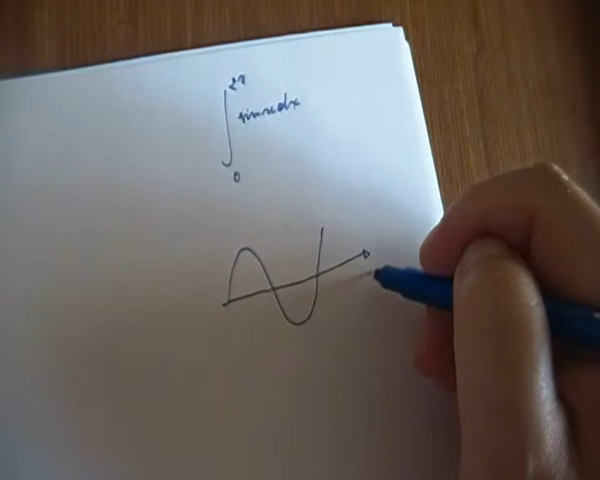 2π
∫ sinx dx
0